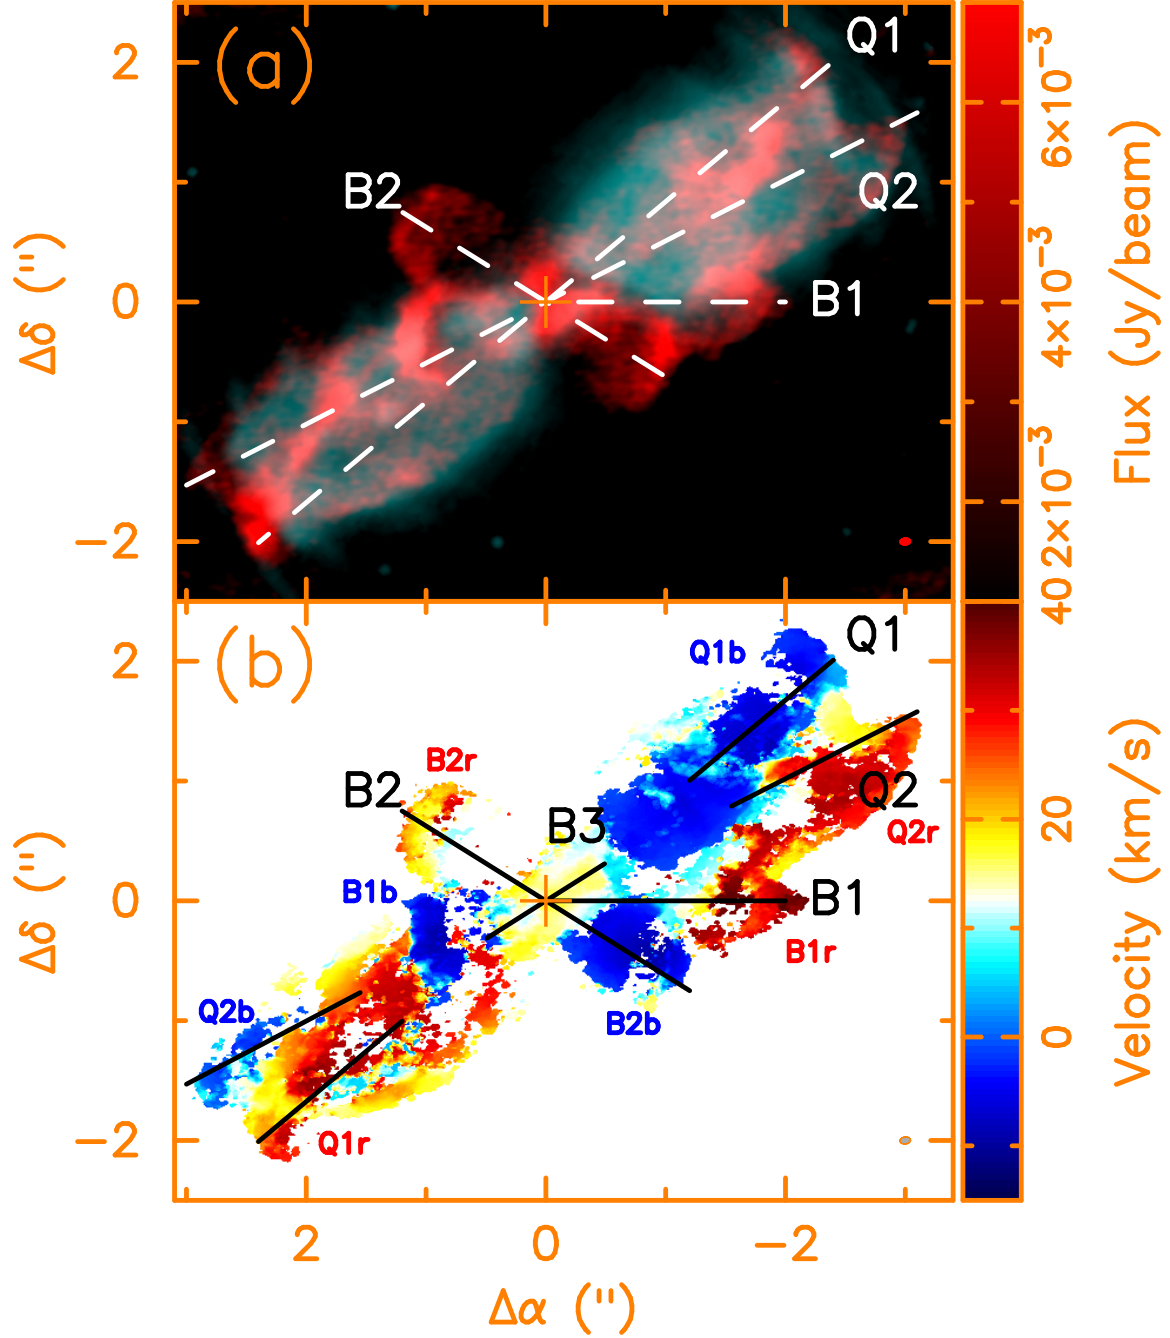 (a)
Q1
Q2
B2
B1
2
0
−2
Δδ (")
6×10⁻³
4×10⁻³
2×10⁻³
0
Flux (Jy/beam)
(b)
Q1
Q1b
Q2
Q2r
B2r
B2
B3
B1b
B1
B1r
Q2b
B2b
Q1r
2
0
−2
Δδ (")
40
20
0
Velocity (km/s)
2
0
−2
Δα (")